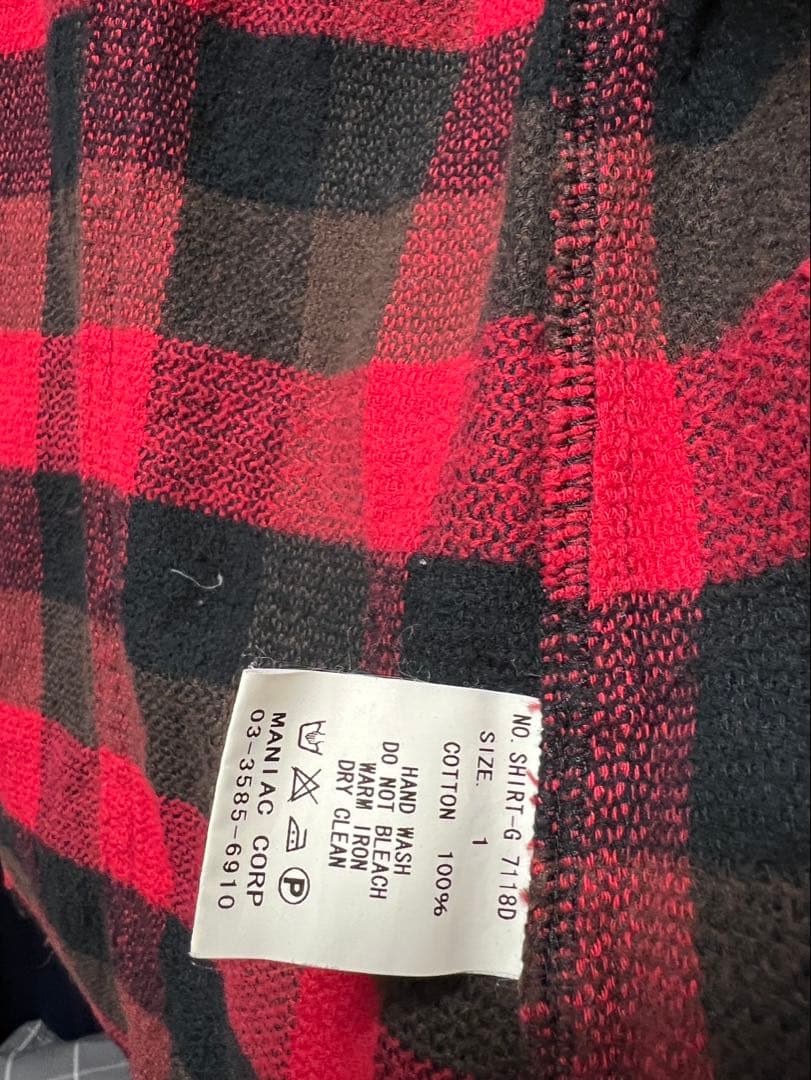 NO. SHIRT-G 7118D
SIZE. 1
COTTON 100%
HAND WASH
DO NOT BLEACH
WARM IRON
DRY CLEAN
P
MANIAC CORP
03-3585-6910